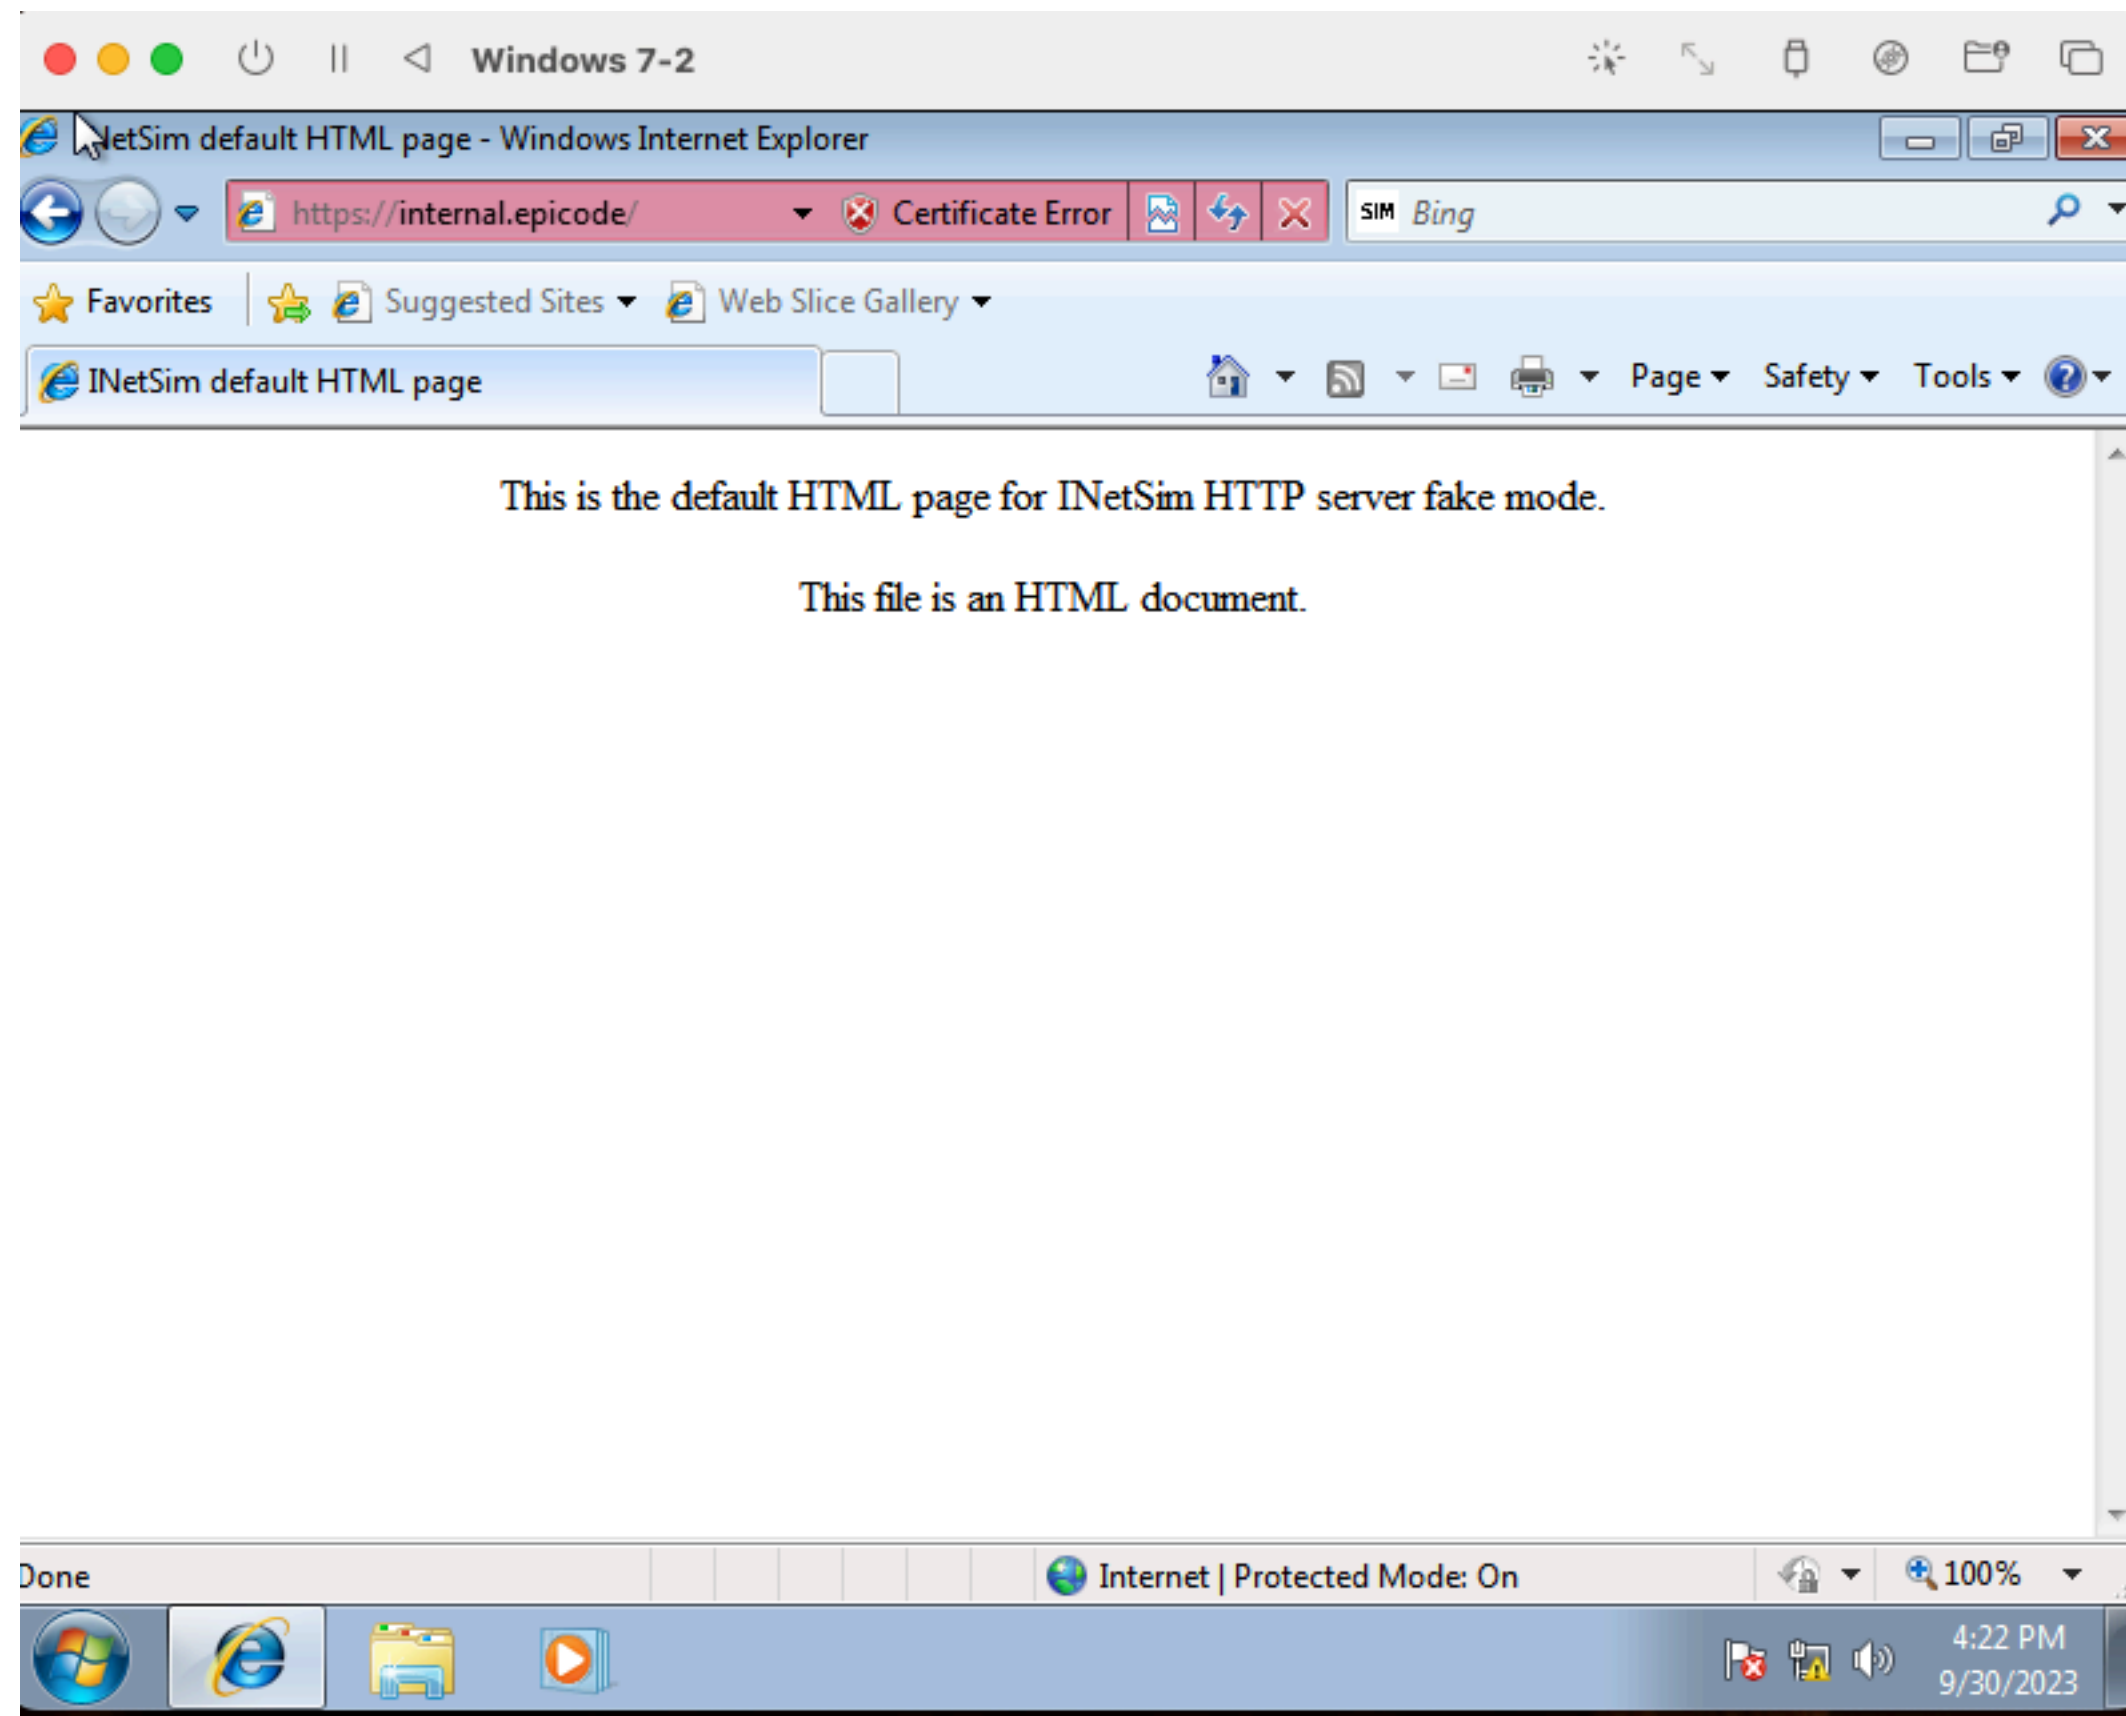 Windows 7-2
NetSim default HTML page - Windows Internet Explorer
https://internal.epicode/ Certificate Error SIM Bing
Favorites Suggested Sites Web Slice Gallery
INetSim default HTML page Page Safety Tools
This is the default HTML page for INetSim HTTP server fake mode.
This file is an HTML document.
Done Internet | Protected Mode: On 100%
4:22 PM
9/30/2023